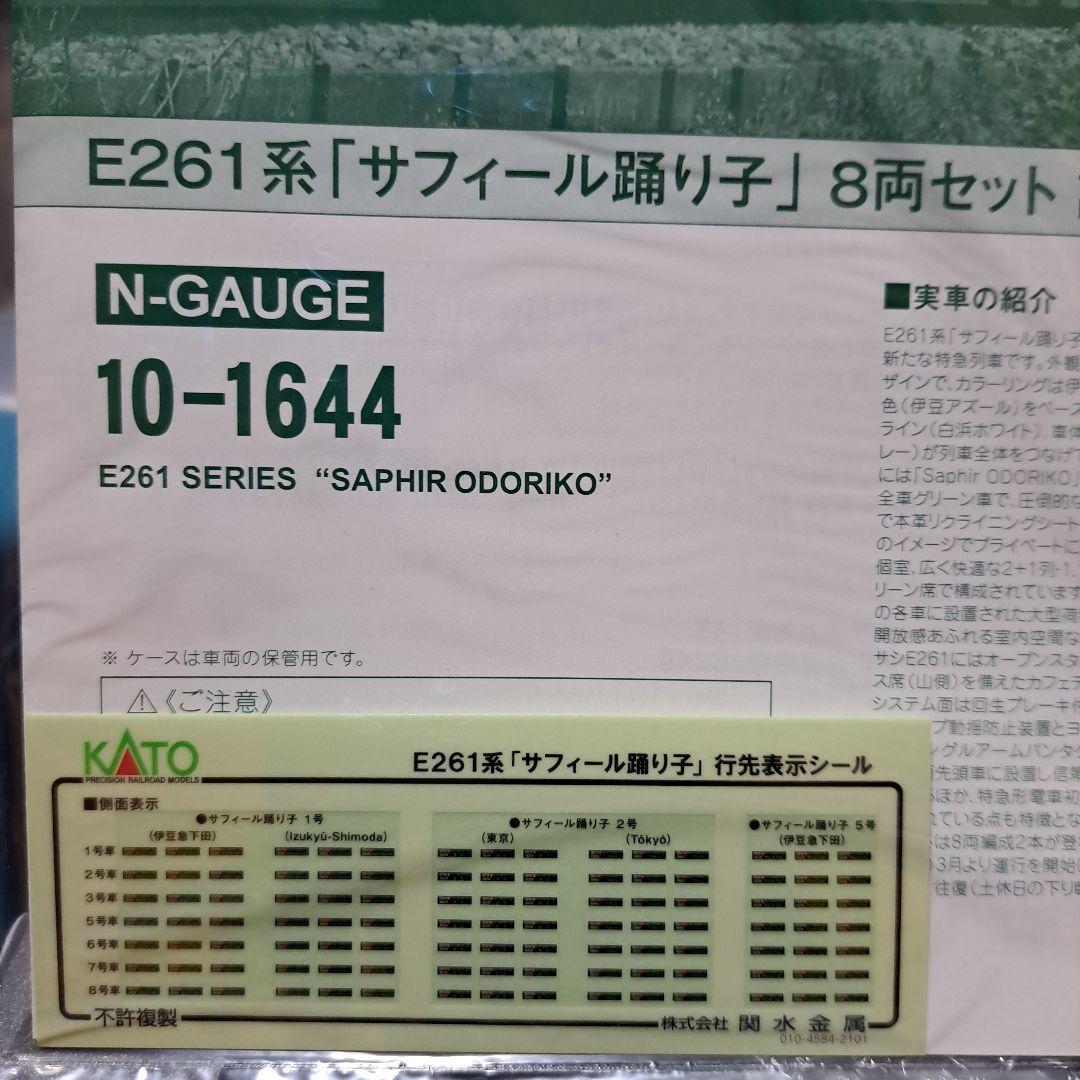 E261系「サフィール踊り子」8両セット
N-GAUGE
10-1644
E261 SERIES “SAPHIR ODORIKO”
※ ケースは車両の保管用です。
⚠《ご注意》
■実車の紹介
E261系「サフィール踊り子
新たな特急列車です。外観
ザインで、カラーリングは伊
色(伊豆アズール)をベース
ライン(白浜ホワイト)、車体
レー)が列車全体をつなげて
には「Saphir ODORIKO」
全車グリーン車で、圧倒的な
で本革リクライニングシート
のイメージでプライベートに
個室、広く快適な2+1列・1
リーン席で構成されています
の各車に設置された大型荷
開放感あふれる室内空間な
サシE261にはオープンスタ
ス席(山側)を備えたカフェテ
システム面は回生ブレーキ付
プ動揺防止装置とヨ
ングルアームパンタグ
両先頭車に設置し信頼
ほか、特急形電車初
れている点も特徴とな
は8両編成2本が登
3月より運行を開始
往復(土休日の下り
KATO
PRECISION RAILROAD MODELS
E261系「サフィール踊り子」行先表示シール
■側面表示
●サフィール踊り子 1号
(伊豆急下田) (Izukyū-Shimoda)
●サフィール踊り子 2号
(東京) (Tōkyō)
●サフィール踊り子 5号
(伊豆急下田)
1号車
2号車
3号車
5号車
6号車
7号車
8号車
不許複製
株式会社 関水金属
010-4584-2101